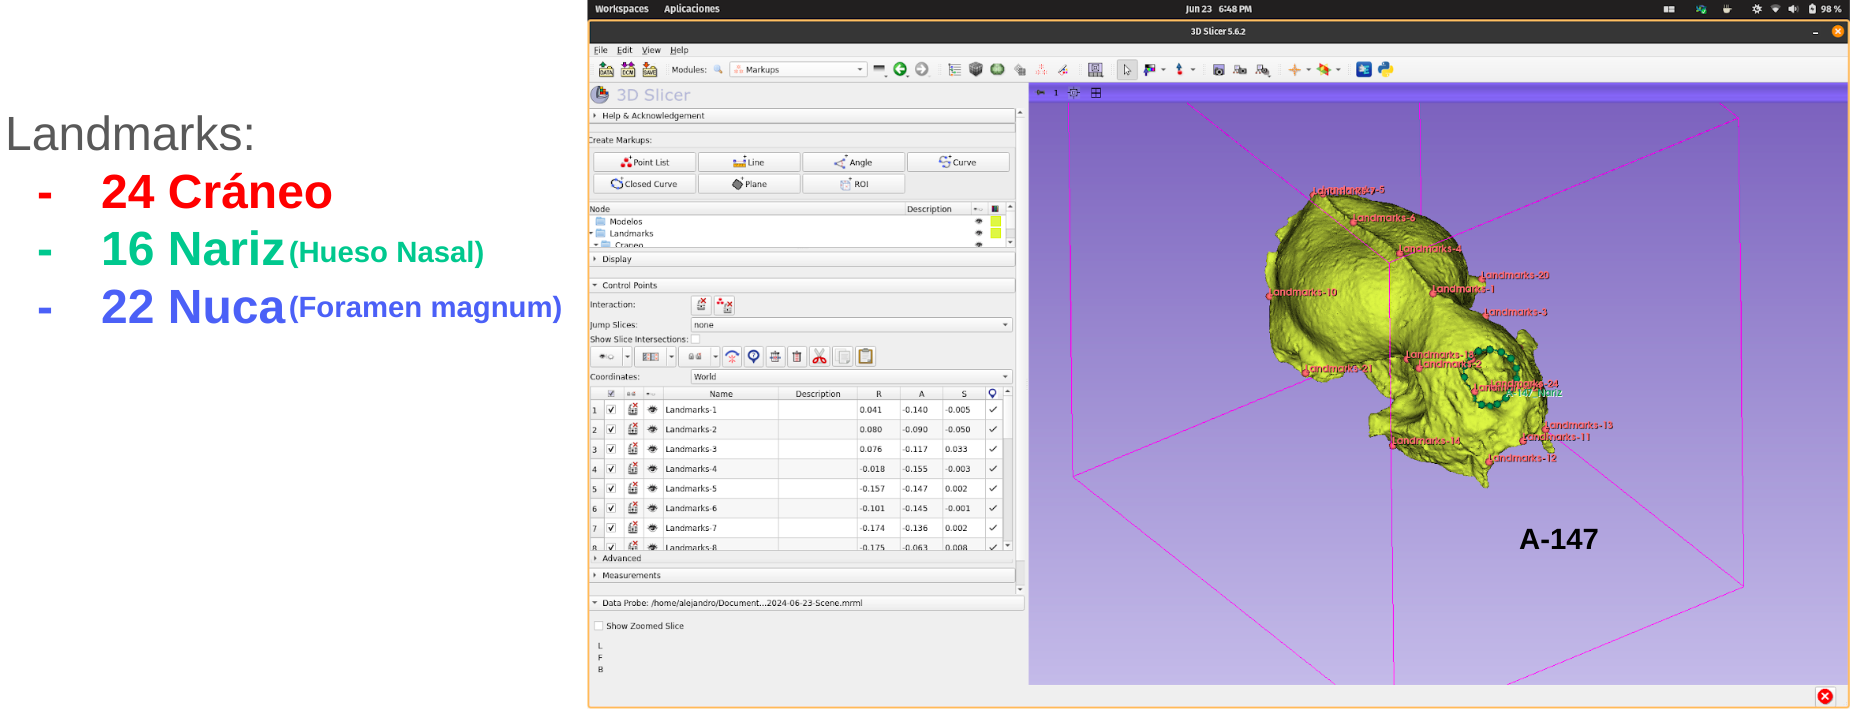 Landmarks:
- 24 Cráneo
- 16 Nariz (Hueso Nasal)
- 22 Nuca (Foramen magnum)
Workspaces Aplicaciones Jun 23 6:48 PM 98 %
3D Slicer 5.6.2
File Edit View Help
DATA DCM SAVE Modules: Markups
3D Slicer
1
Help & Acknowledgement
Create Markups:
Point List Line Angle Curve
Closed Curve Plane ROI
Node Description
Modelos
Landmarks
Craneo
Display
Control Points
Interaction:
Jump Slices: none
Show Slice Intersections:
Coordinates: World
Name Description R A S
1 Landmarks-1 0.041 -0.140 -0.005
2 Landmarks-2 0.080 -0.090 -0.050
3 Landmarks-3 0.076 -0.117 0.033
4 Landmarks-4 -0.018 -0.155 -0.003
5 Landmarks-5 -0.157 -0.147 0.002
6 Landmarks-6 -0.101 -0.145 -0.001
7 Landmarks-7 -0.174 -0.136 0.002
8 Landmarks-8 -0.175 -0.063 0.008
Advanced
Measurements
Data Probe: /home/alejandro/Document...2024-06-23-Scene.mrml
Show Zoomed Slice
L
F
B
Landmarks-5
Landmarks-6
Landmarks-4
Landmarks-20
Landmarks-10
Landmarks-1
Landmarks-3
Landmarks-18
Landmarks-2
Landmarks-21
Landmarks-24
A-147_Nariz
Landmarks-13
Landmarks-11
Landmarks-14
Landmarks-12
A-147